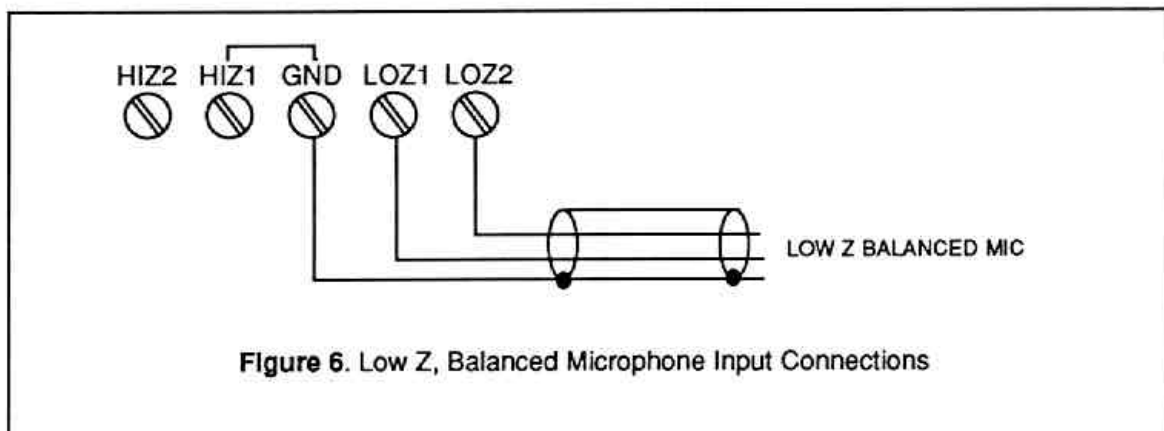 HIZ2 HIZ1 GND LOZ1 LOZ2
LOW Z BALANCED MIC
Figure 6. Low Z, Balanced Microphone Input Connections